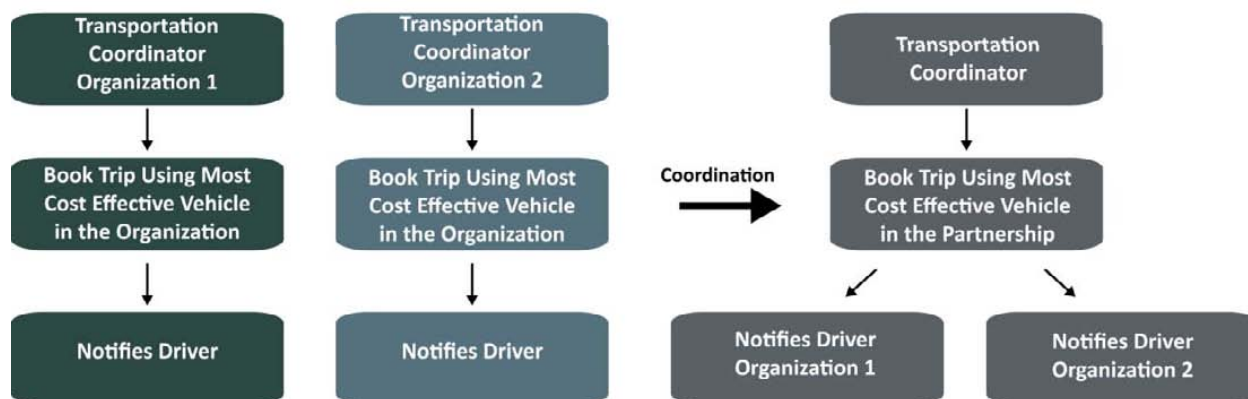 Transportation
Coordinator
Organization 1
Book Trip Using Most
Cost Effective Vehicle
in the Organization
Notifies Driver
Transportation
Coordinator
Organization 2
Book Trip Using Most
Cost Effective Vehicle
in the Organization
Notifies Driver
Coordination
Transportation
Coordinator
Book Trip Using Most
Cost Effective Vehicle
in the Partnership
Notifies Driver
Organization 1
Notifies Driver
Organization 2